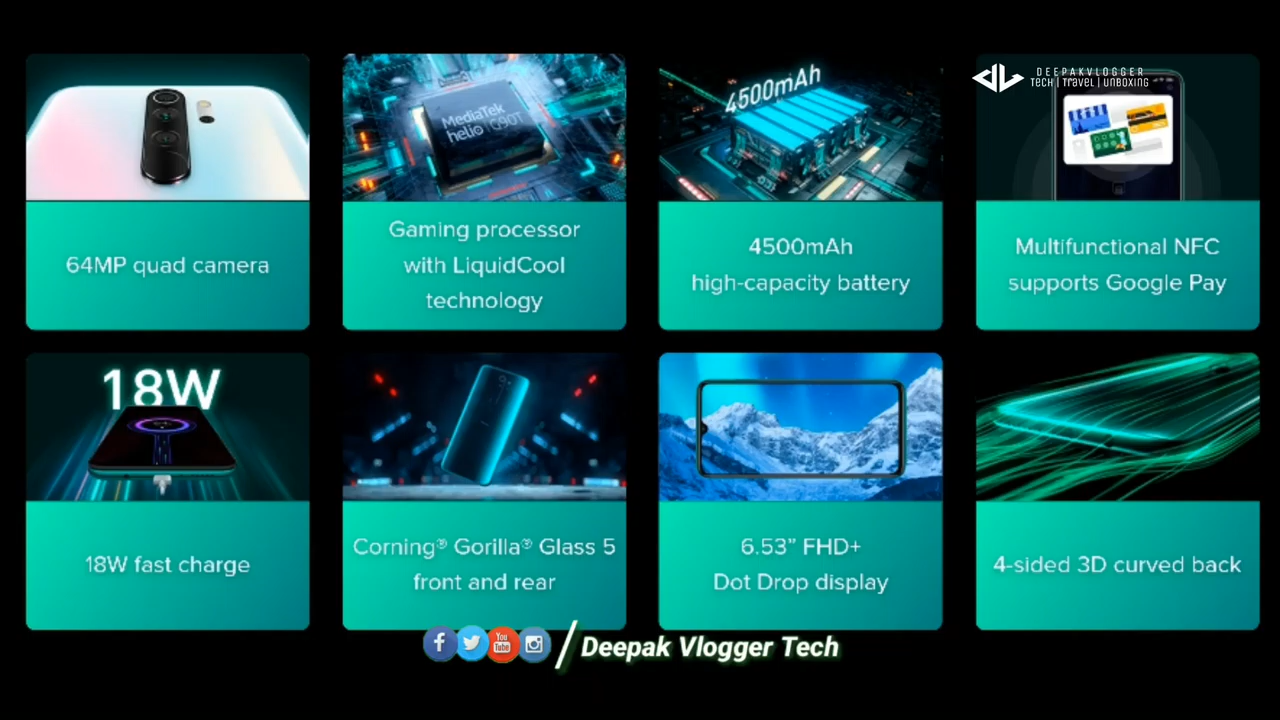 DEEPAKVLOGGER
TECH | TRAVEL | UNBOXING
MediaTek
helio G90T
4500mAh
64MP quad camera
Gaming processor
with LiquidCool
technology
4500mAh
high-capacity battery
Multifunctional NFC
supports Google Pay
18W
18W fast charge
Corning® Gorilla® Glass 5
front and rear
6.53” FHD+
Dot Drop display
4-sided 3D curved back
You
Tube
Deepak Vlogger Tech